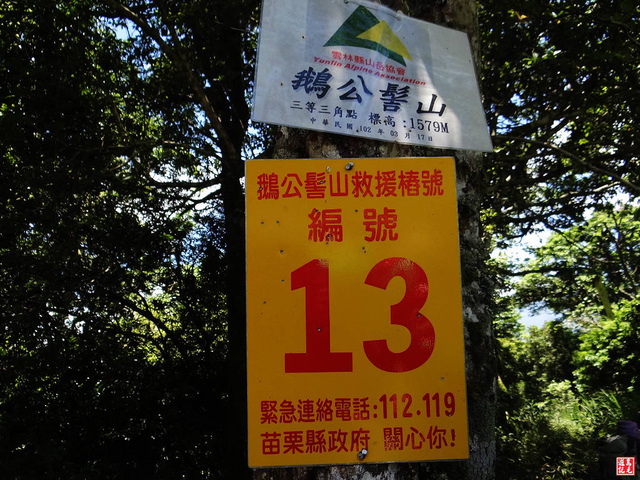 雲林縣山岳協會
Yunlin Alpine Association
鵝公髻山
三等三角點 標高:1579M
中華民國 102 年 03 月 17 日
鵝公髻山救援樁號
編號
13
緊急連絡電話:112.119
苗栗縣政府 關心你!